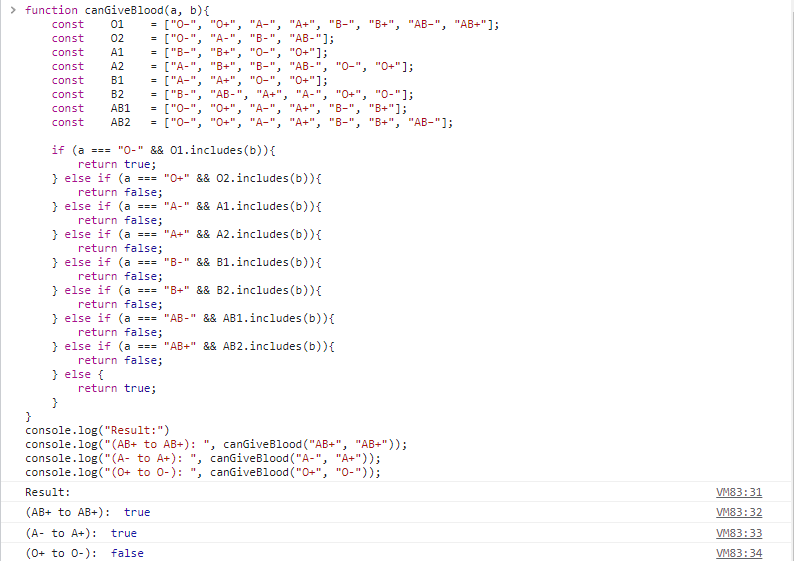 function canGiveBlood(a, b){
    const    O1    = ["O-", "O+", "A-", "A+", "B-", "B+", "AB-", "AB+"];
    const    O2    = ["O-", "A-", "B-", "AB-"];
    const    A1    = ["B-", "B+", "O-", "O+"];
    const    A2    = ["A-", "B+", "B-", "AB-", "O-", "O+"];
    const    B1    = ["A-", "A+", "O-", "O+"];
    const    B2    = ["B-", "AB-", "A+", "A-", "O+", "O-"];
    const    AB1   = ["O-", "O+", "A-", "A+", "B-", "B+"];
    const    AB2   = ["O-", "O+", "A-", "A+", "B-", "B+", "AB-"];

    if (a === "O-" && O1.includes(b)){
        return true;
    } else if (a === "O+" && O2.includes(b)){
        return false;
    } else if (a === "A-" && A1.includes(b)){
        return false;
    } else if (a === "A+" && A2.includes(b)){
        return false;
    } else if (a === "B-" && B1.includes(b)){
        return false;
    } else if (a === "B+" && B2.includes(b)){
        return false;
    } else if (a === "AB-" && AB1.includes(b)){
        return false;
    } else if (a === "AB+" && AB2.includes(b)){
        return false;
    } else {
        return true;
    }
}
console.log("Result:")
console.log("(AB+ to AB+): ", canGiveBlood("AB+", "AB+"));
console.log("(A- to A+): ", canGiveBlood("A-", "A+"));
console.log("(O+ to O-): ", canGiveBlood("O+", "O-"));
Result: VM83:31
(AB+ to AB+):  true VM83:32
(A- to A+):  true VM83:33
(O+ to O-):  false VM83:34